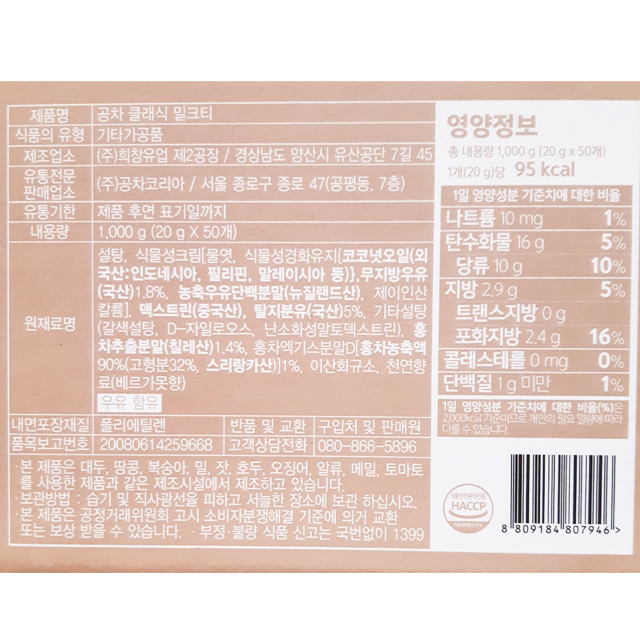 제품명 공차 클래식 밀크티
식품의 유형 기타가공품
제조업소 (주)희창유업 제2공장 / 경상남도 양산시 유산공단 7길 45
유통전문
판매업소 (주)공차코리아 / 서울 종로구 종로 47(공평동, 7층)
유통기한 제품 후면 표기일까지
내용량 1,000 g (20 g X 50개)
원재료명
설탕, 식물성크림[물엿, 식물성경화유지{코코넛오일(외
국산:인도네시아, 필리핀, 말레이시아 등)},무지방우유
(국산)1.8%, 농축우유단백분말(뉴질랜드산), 제이인산
칼륨], 덱스트린(중국산), 탈지분유(국산)5%, 기타설탕
(갈색설탕, D-자일로오스, 난소화성말토덱스트린), 홍
차추출분말(칠레산)1.4%, 홍차엑기스분말D[홍차농축액
90%(고형분32%, 스리랑카산)]1%, 이산화규소, 천연향
료(베르가못향)
우유 함유
내면포장재질 폴리에틸렌 반품 및 교환 구입처 및 판매원
품목보고번호 20080614259668 고객상담전화 080-866-5896
·본 제품은 대두, 땅콩, 복숭아, 밀, 잣, 호두, 오징어, 알류, 메밀, 토마토
를 사용한 제품과 같은 제조시설에서 제조하고 있습니다.
·보관방법 : 습기 및 직사광선을 피하고 서늘한 장소에 보관 하십시오.
·본 제품은 공정거래위원회 고시 소비자분쟁해결 기준에 의거 교환
또는 보상 받을 수 있습니다. ·부정·불량 식품 신고는 국번없이 1399
영양정보
총 내용량 1,000 g (20 g x 50개)
1개(20 g)당 95 kcal
1일 영양성분 기준치에 대한 비율
나트륨 10 mg 1%
탄수화물 16 g 5%
당류 10 g 10%
지방 2.9 g 5%
트랜스지방 0 g
포화지방 2.4 g 16%
콜레스테롤 0 mg 0%
단백질 1 g 미만 1%
1일 영양성분 기준치에 대한 비율(%)은
2,000kcal 기준이므로 개인의 필요 열량에 따라
다를 수 있습니다.
HACCP
8 809184 807946 >